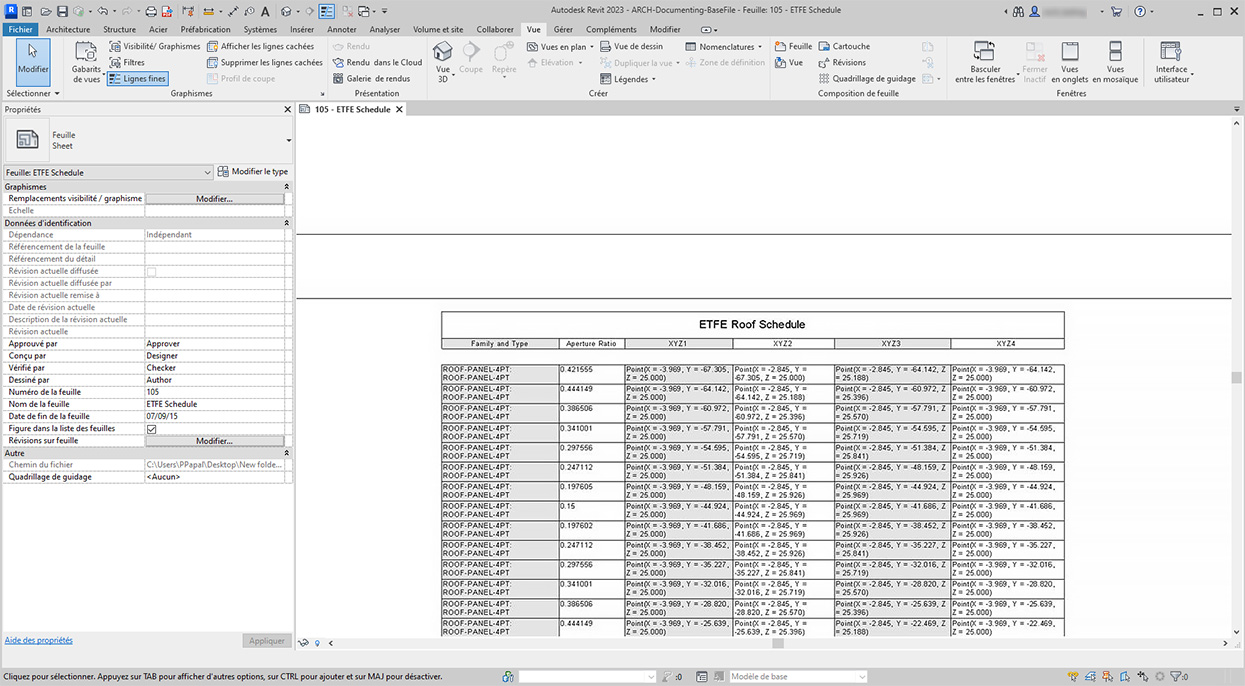 Autodesk Revit 2023 - ARCH-Documenting-BaseFile - Feuille: 105 - ETFE Schedule
Fichier Architecture Structure Acier Préfabrication Systèmes Insérer Annoter Analyser Volume et site Collaborer Vue Gérer Compléments Modifier
Modifier
Sélectionner
Gabarits de vues
Visibilité/ Graphismes
Filtres
Lignes fines
Afficher les lignes cachées
Supprimer les lignes cachées
Profil de coupe
Graphismes
Rendu
Rendu dans le Cloud
Galerie de rendus
Présentation
Vue 3D
Coupe
Repère
Vues en plan
Élévation
Vue de dessin
Dupliquer la vue
Légendes
Nomenclatures
Zone de définition
Créer
Feuille
Vue
Cartouche
Révisions
Quadrillage de guidage
Composition de feuille
Basculer entre les fenêtres
Fermer Inactif
Vues en onglets
Vues en mosaïque
Fenêtres
Interface utilisateur
Propriétés
105 - ETFE Schedule
Feuille
Sheet
Feuille: ETFE Schedule
Modifier le type
Graphismes
Remplacements visibilité / graphisme Modifier...
Echelle
Données d'identification
Dépendance Indépendant
Référencement de la feuille
Référencement du détail
Révision actuelle diffusée
Révision actuelle diffusée par
Révision actuelle remise à
Date de révision actuelle
Description de la révision actuelle
Révision actuelle
Approuvé par Approver
Conçu par Designer
Vérifié par Checker
Dessiné par Author
Numéro de la feuille 105
Nom de la feuille ETFE Schedule
Date de fin de la feuille 07/09/15
Figure dans la liste des feuilles
Révisions sur feuille Modifier...
Autre
Chemin du fichier C:\Users\PPapal\Desktop\New folde...
Quadrillage de guidage <Aucun>
Aide des propriétés
Appliquer
ETFE Roof Schedule
Family and Type Aperture Ratio XYZ1 XYZ2 XYZ3 XYZ4
ROOF-PANEL-4PT: 0.421555 Point(X = -3.969, Y = -67.305, Point(X = -2.845, Y = Point(X = -2.845, Y = -64.142, Z Point(X = -3.969, Y = -64.142,
ROOF-PANEL-4PT Z = 25.000) -67.305, Z = 25.000) = 25.188) Z = 25.000)
ROOF-PANEL-4PT: 0.444149 Point(X = -3.969, Y = -64.142, Point(X = -2.845, Y = Point(X = -2.845, Y = -60.972, Z Point(X = -3.969, Y = -60.972,
ROOF-PANEL-4PT Z = 25.000) -64.142, Z = 25.188) = 25.396) Z = 25.000)
ROOF-PANEL-4PT: 0.386506 Point(X = -3.969, Y = -60.972, Point(X = -2.845, Y = Point(X = -2.845, Y = -57.791, Z Point(X = -3.969, Y = -57.791,
ROOF-PANEL-4PT Z = 25.000) -60.972, Z = 25.396) = 25.570) Z = 25.000)
ROOF-PANEL-4PT: 0.341001 Point(X = -3.969, Y = -57.791, Point(X = -2.845, Y = Point(X = -2.845, Y = -54.595, Z Point(X = -3.969, Y = -54.595,
ROOF-PANEL-4PT Z = 25.000) -57.791, Z = 25.570) = 25.719) Z = 25.000)
ROOF-PANEL-4PT: 0.297556 Point(X = -3.969, Y = -54.595, Point(X = -2.845, Y = Point(X = -2.845, Y = -51.384, Z Point(X = -3.969, Y = -51.384,
ROOF-PANEL-4PT Z = 25.000) -54.595, Z = 25.719) = 25.841) Z = 25.000)
ROOF-PANEL-4PT: 0.247112 Point(X = -3.969, Y = -51.384, Point(X = -2.845, Y = Point(X = -2.845, Y = -48.159, Z Point(X = -3.969, Y = -48.159,
ROOF-PANEL-4PT Z = 25.000) -51.384, Z = 25.841) = 25.926) Z = 25.000)
ROOF-PANEL-4PT: 0.197605 Point(X = -3.969, Y = -48.159, Point(X = -2.845, Y = Point(X = -2.845, Y = -44.924, Z Point(X = -3.969, Y = -44.924,
ROOF-PANEL-4PT Z = 25.000) -48.159, Z = 25.926) = 25.969) Z = 25.000)
ROOF-PANEL-4PT: 0.15 Point(X = -3.969, Y = -44.924, Point(X = -2.845, Y = Point(X = -2.845, Y = -41.686, Z Point(X = -3.969, Y = -41.686,
ROOF-PANEL-4PT Z = 25.000) -44.924, Z = 25.969) = 25.969) Z = 25.000)
ROOF-PANEL-4PT: 0.197602 Point(X = -3.969, Y = -41.686, Point(X = -2.845, Y = Point(X = -2.845, Y = -38.452, Z Point(X = -3.969, Y = -38.452,
ROOF-PANEL-4PT Z = 25.000) -41.686, Z = 25.969) = 25.926) Z = 25.000)
ROOF-PANEL-4PT: 0.247112 Point(X = -3.969, Y = -38.452, Point(X = -2.845, Y = Point(X = -2.845, Y = -35.227, Z Point(X = -3.969, Y = -35.227,
ROOF-PANEL-4PT Z = 25.000) -38.452, Z = 25.926) = 25.841) Z = 25.000)
ROOF-PANEL-4PT: 0.297556 Point(X = -3.969, Y = -35.227, Point(X = -2.845, Y = Point(X = -2.845, Y = -32.016, Z Point(X = -3.969, Y = -32.016,
ROOF-PANEL-4PT Z = 25.000) -35.227, Z = 25.841) = 25.719) Z = 25.000)
ROOF-PANEL-4PT: 0.341001 Point(X = -3.969, Y = -32.016, Point(X = -2.845, Y = Point(X = -2.845, Y = -28.820, Z Point(X = -3.969, Y = -28.820,
ROOF-PANEL-4PT Z = 25.000) -32.016, Z = 25.719) = 25.570) Z = 25.000)
ROOF-PANEL-4PT: 0.386506 Point(X = -3.969, Y = -28.820, Point(X = -2.845, Y = Point(X = -2.845, Y = -25.639, Z Point(X = -3.969, Y = -25.639,
ROOF-PANEL-4PT Z = 25.000) -28.820, Z = 25.570) = 25.396) Z = 25.000)
ROOF-PANEL-4PT: 0.444149 Point(X = -3.969, Y = -25.639, Point(X = -2.845, Y = Point(X = -2.845, Y = -22.469, Z Point(X = -3.969, Y = -22.469,
ROOF-PANEL-4PT Z = 25.000) -25.639, Z = 25.396) = 25.188) Z = 25.000)
Cliquez pour sélectionner. Appuyez sur TAB pour afficher d'autres options, sur CTRL pour ajouter et sur MAJ pour désactiver.
:0
Modèle de base
:0